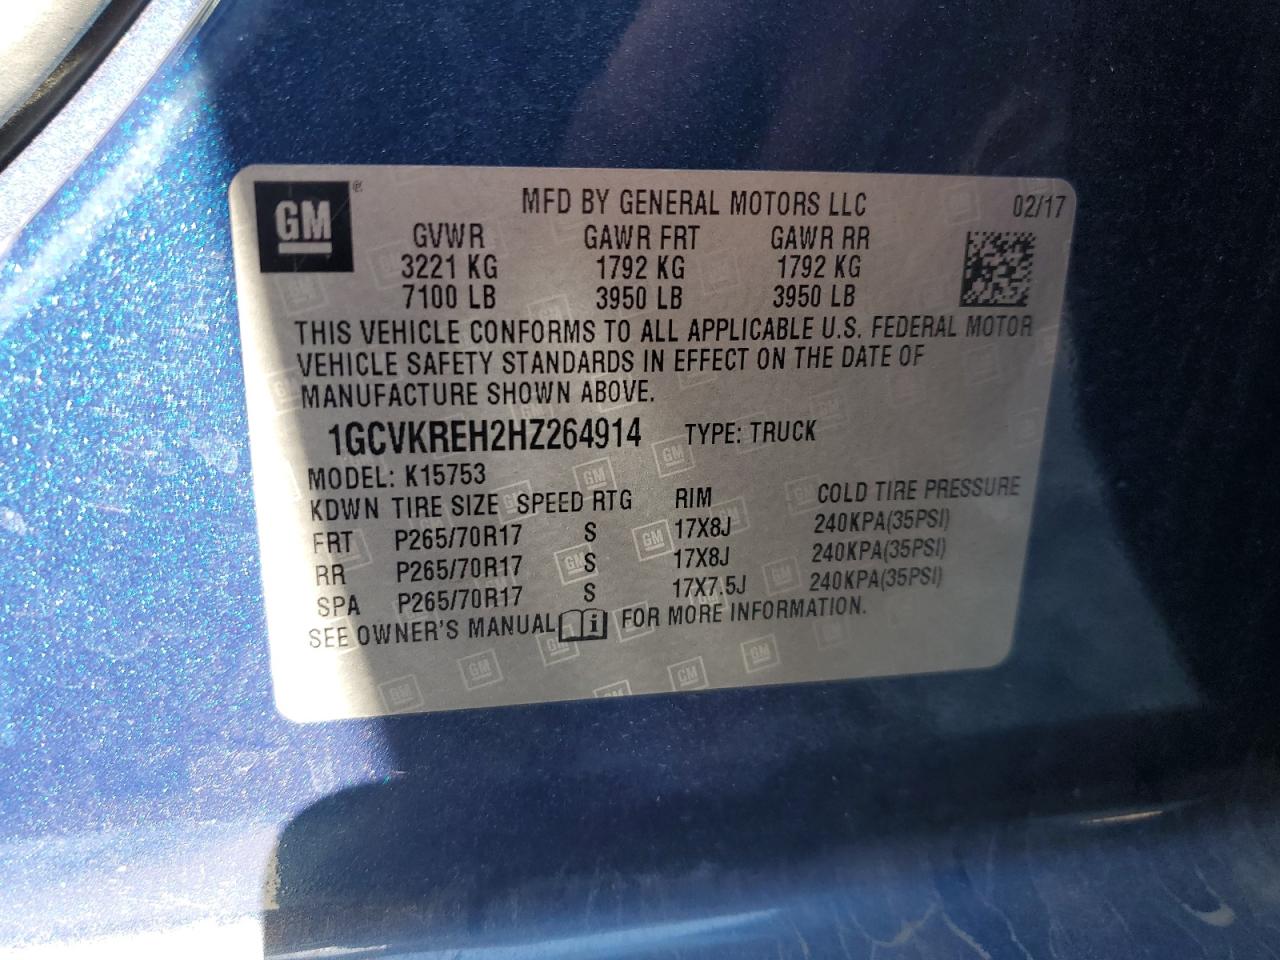 GM
MFD BY GENERAL MOTORS LLC 02/17
GVWR GAWR FRT GAWR RR
3221 KG 1792 KG 1792 KG
7100 LB 3950 LB 3950 LB
THIS VEHICLE CONFORMS TO ALL APPLICABLE U.S. FEDERAL MOTOR
VEHICLE SAFETY STANDARDS IN EFFECT ON THE DATE OF
MANUFACTURE SHOWN ABOVE.
1GCVKREH2HZ264914 TYPE: TRUCK
MODEL: K15753
KDWN TIRE SIZE SPEED RTG RIM COLD TIRE PRESSURE
FRT P265/70R17 S 17X8J 240KPA(35PSI)
RR P265/70R17 S 17X8J 240KPA(35PSI)
SPA P265/70R17 S 17X7.5J 240KPA(35PSI)
SEE OWNER'S MANUAL i FOR MORE INFORMATION.